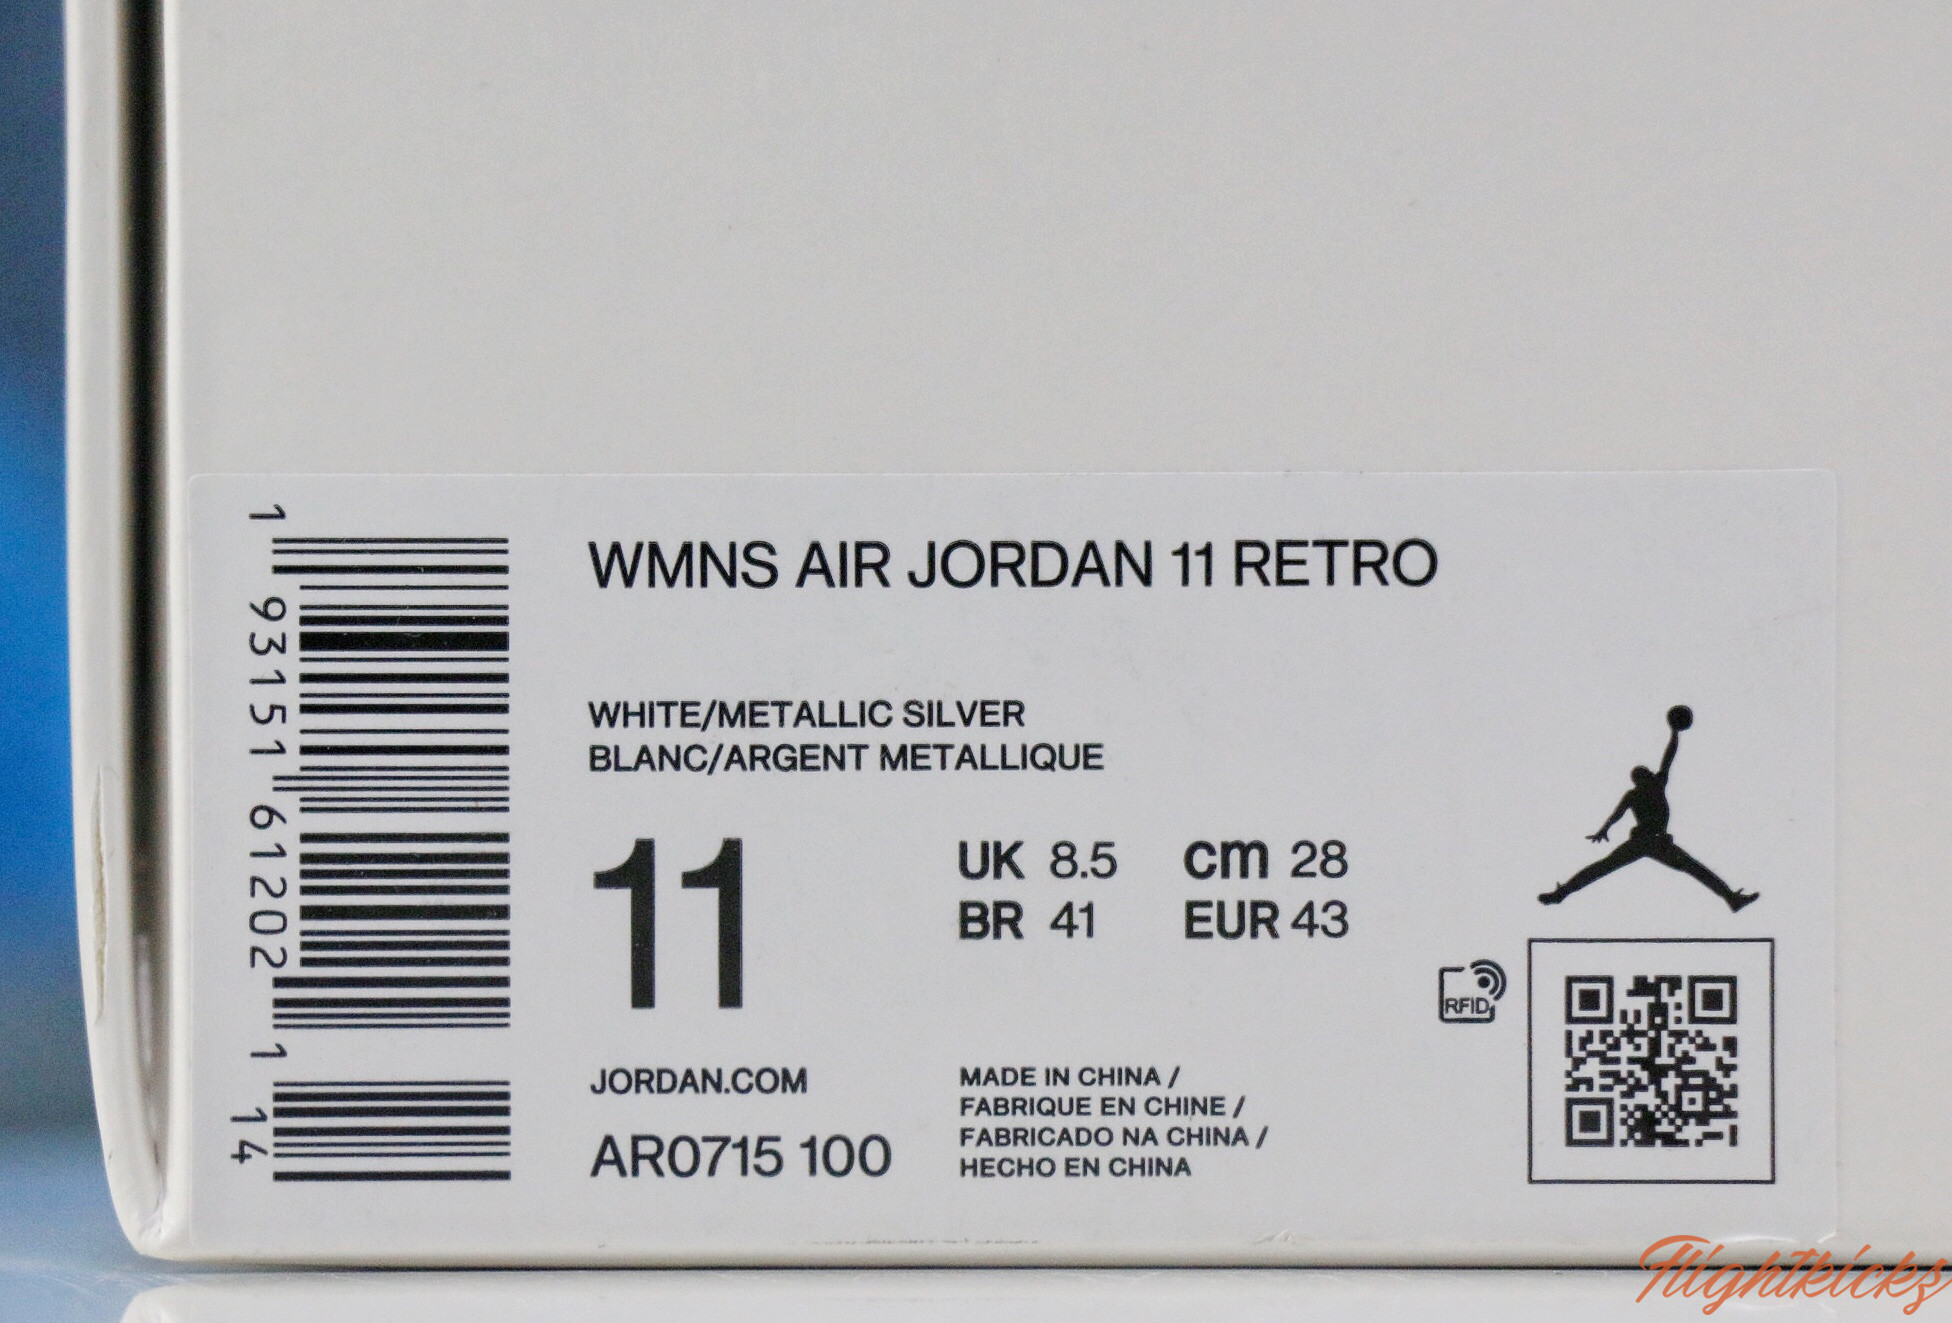 1 93151 61202 1 14
WMNS AIR JORDAN 11 RETRO
WHITE/METALLIC SILVER
BLANC/ARGENT METALLIQUE
11
UK 8.5 cm 28
BR 41 EUR 43
RFID
JORDAN.COM
AR0715 100
MADE IN CHINA /
FABRIQUE EN CHINE /
FABRICADO NA CHINA /
HECHO EN CHINA
Flightkickz